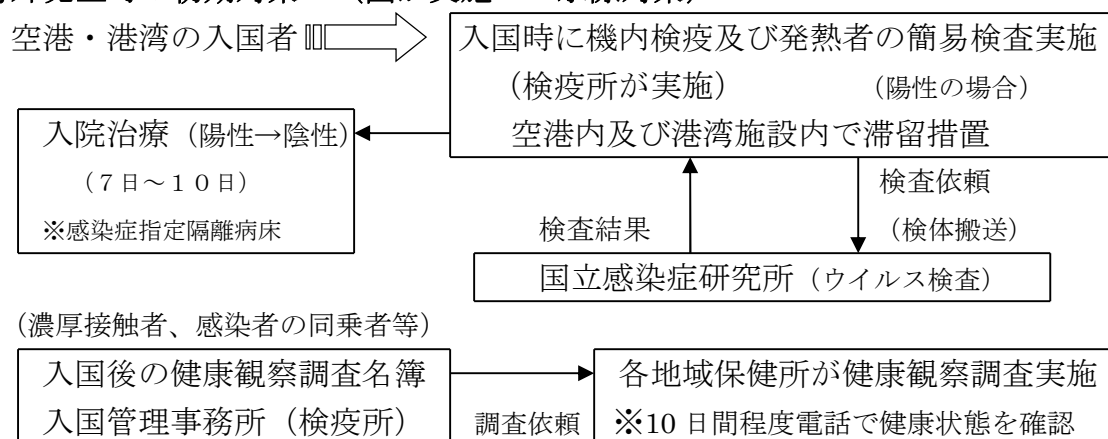 空港・港湾の入国者
入国時に機内検疫及び発熱者の簡易検査実施
（検疫所が実施） （陽性の場合）
空港内及び港湾施設内で滞留措置
入院治療（陽性→陰性）
（７日～１０日）
※感染症指定隔離病床
検査依頼
検査結果
（検体搬送）
国立感染症研究所（ウイルス検査）
（濃厚接触者、感染者の同乗者等）
入国後の健康観察調査名簿
入国管理事務所（検疫所）
調査依頼
各地域保健所が健康観察調査実施
※10 日間程度電話で健康状態を確認